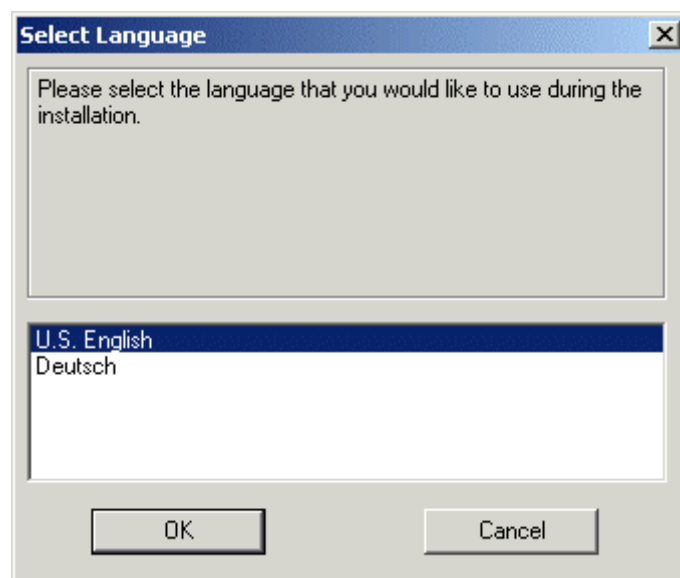 Select Language
Please select the language that you would like to use during the
installation.
U.S. English
Deutsch
OK
Cancel